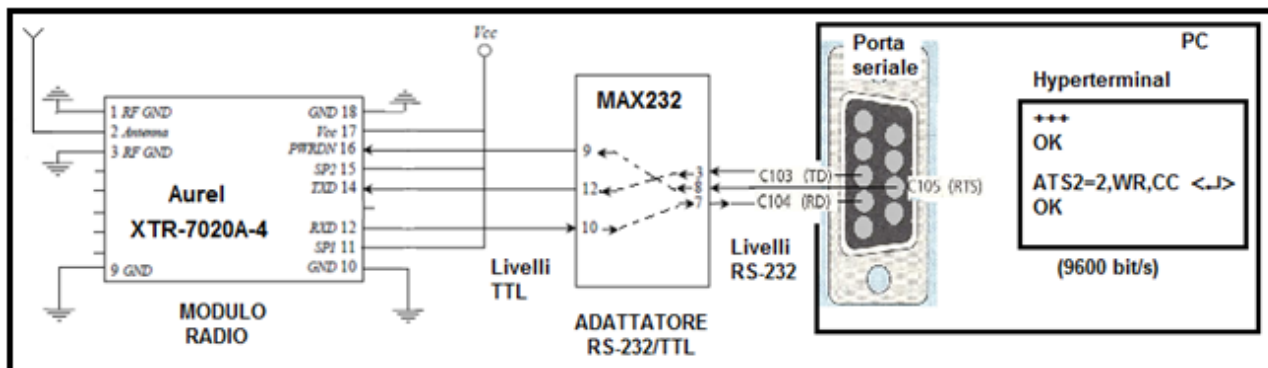 Vcc
1 RF GND
2 Antenna
3 RF GND
9 GND
GND 18
Vcc 17
PWRDN 16
SP2 15
TXD 14
RXD 12
SP1 11
GND 10
Aurel
XTR-7020A-4
MODULO
RADIO
Livelli
TTL
MAX232
9
12
10
3
8
7
ADATTATORE
RS-232/TTL
C103 (TD)
C105 (RTS)
C104 (RD)
Livelli
RS-232
Porta
seriale
PC
Hyperterminal
+++
OK
ATS2=2,WR,CC <↵>
OK
(9600 bit/s)